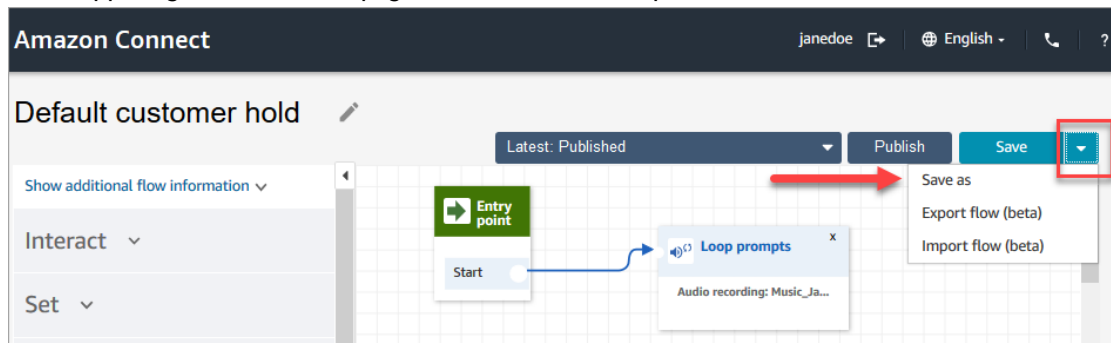 Amazon Connect
janedoe English ?
Default customer hold
Latest: Published Publish Save
Show additional flow information
Save as
Export flow (beta)
Import flow (beta)
Interact
Set
Entry
point
Start
Loop prompts x
Audio recording: Music_Ja...